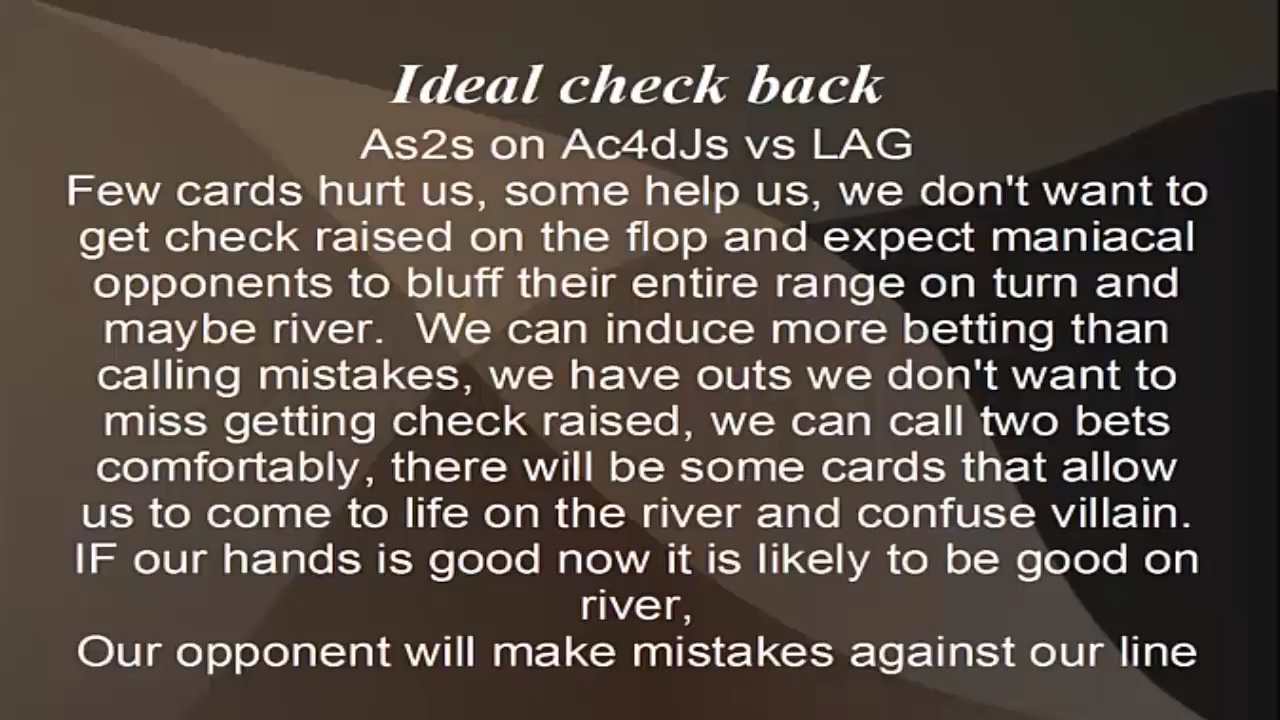 Ideal check back
As2s on Ac4dJs vs LAG
Few cards hurt us, some help us, we don't want to
get check raised on the flop and expect maniacal
opponents to bluff their entire range on turn and
maybe river.  We can induce more betting than
calling mistakes, we have outs we don't want to
miss getting check raised, we can call two bets
comfortably, there will be some cards that allow
us to come to life on the river and confuse villain.
IF our hands is good now it is likely to be good on
river,
Our opponent will make mistakes against our line